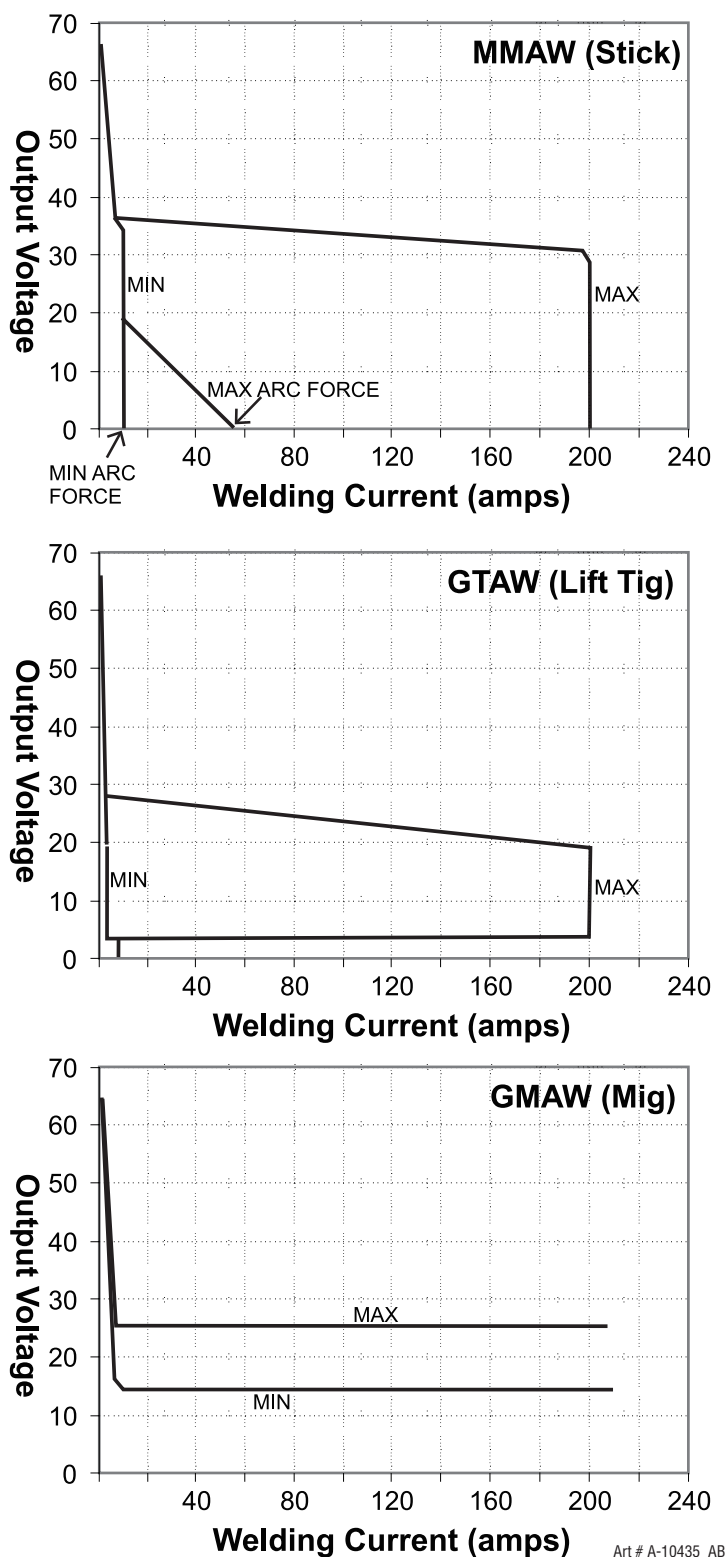 MMAW (Stick)
Output Voltage
70
60
50
40
30
20
10
0
MIN
MAX
MAX ARC FORCE
MIN ARC
FORCE
40 80 120 160 200 240
Welding Current (amps)
GTAW (Lift Tig)
Output Voltage
70
60
50
40
30
20
10
0
MIN
MAX
40 80 120 160 200 240
Welding Current (amps)
GMAW (Mig)
Output Voltage
70
60
50
40
30
20
10
0
MAX
MIN
40 80 120 160 200 240
Welding Current (amps)
Art # A-10435_AB